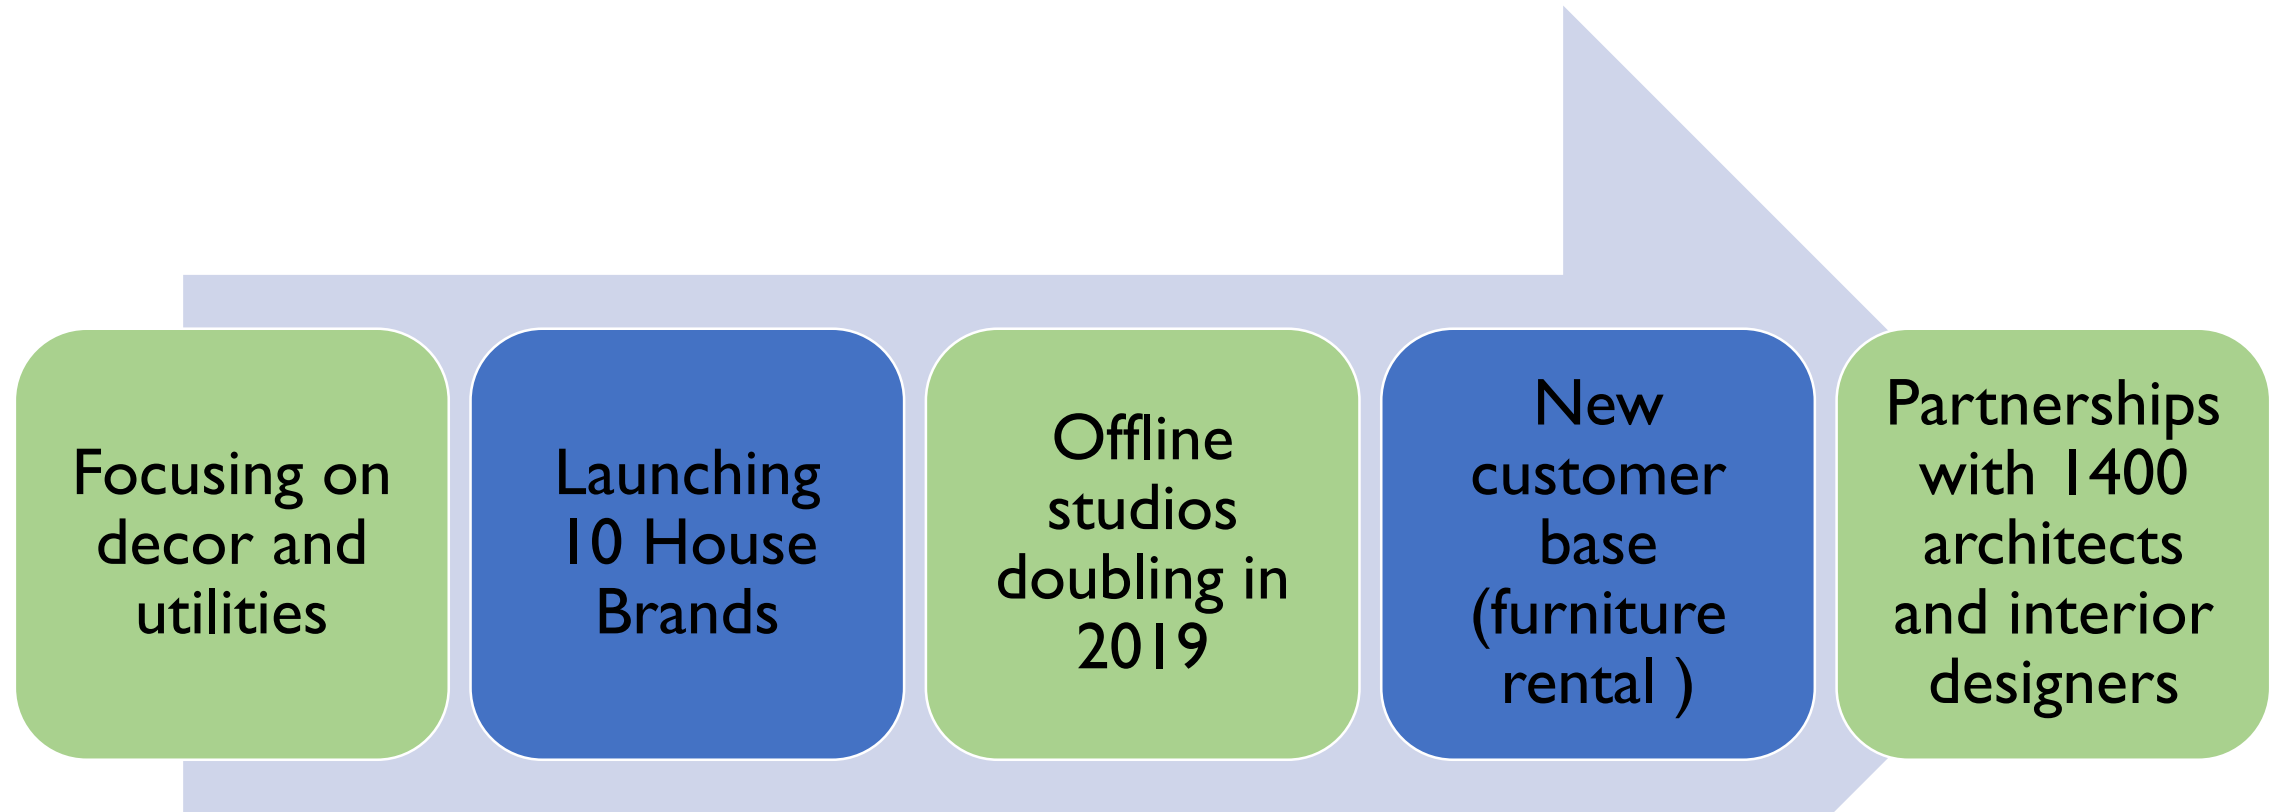 Focusing on
decor and
utilities
Launching
10 House
Brands
Offline
studios
doubling in
2019
New
customer
base
(furniture
rental )
Partnerships
with 1400
architects
and interior
designers